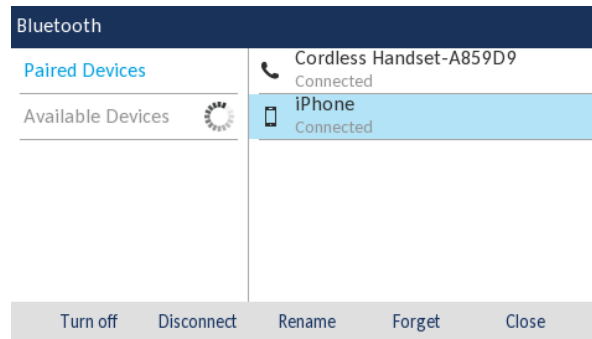 Bluetooth
Paired Devices
Available Devices
Cordless Handset-A859D9
Connected
iPhone
Connected
Turn off Disconnect Rename Forget Close